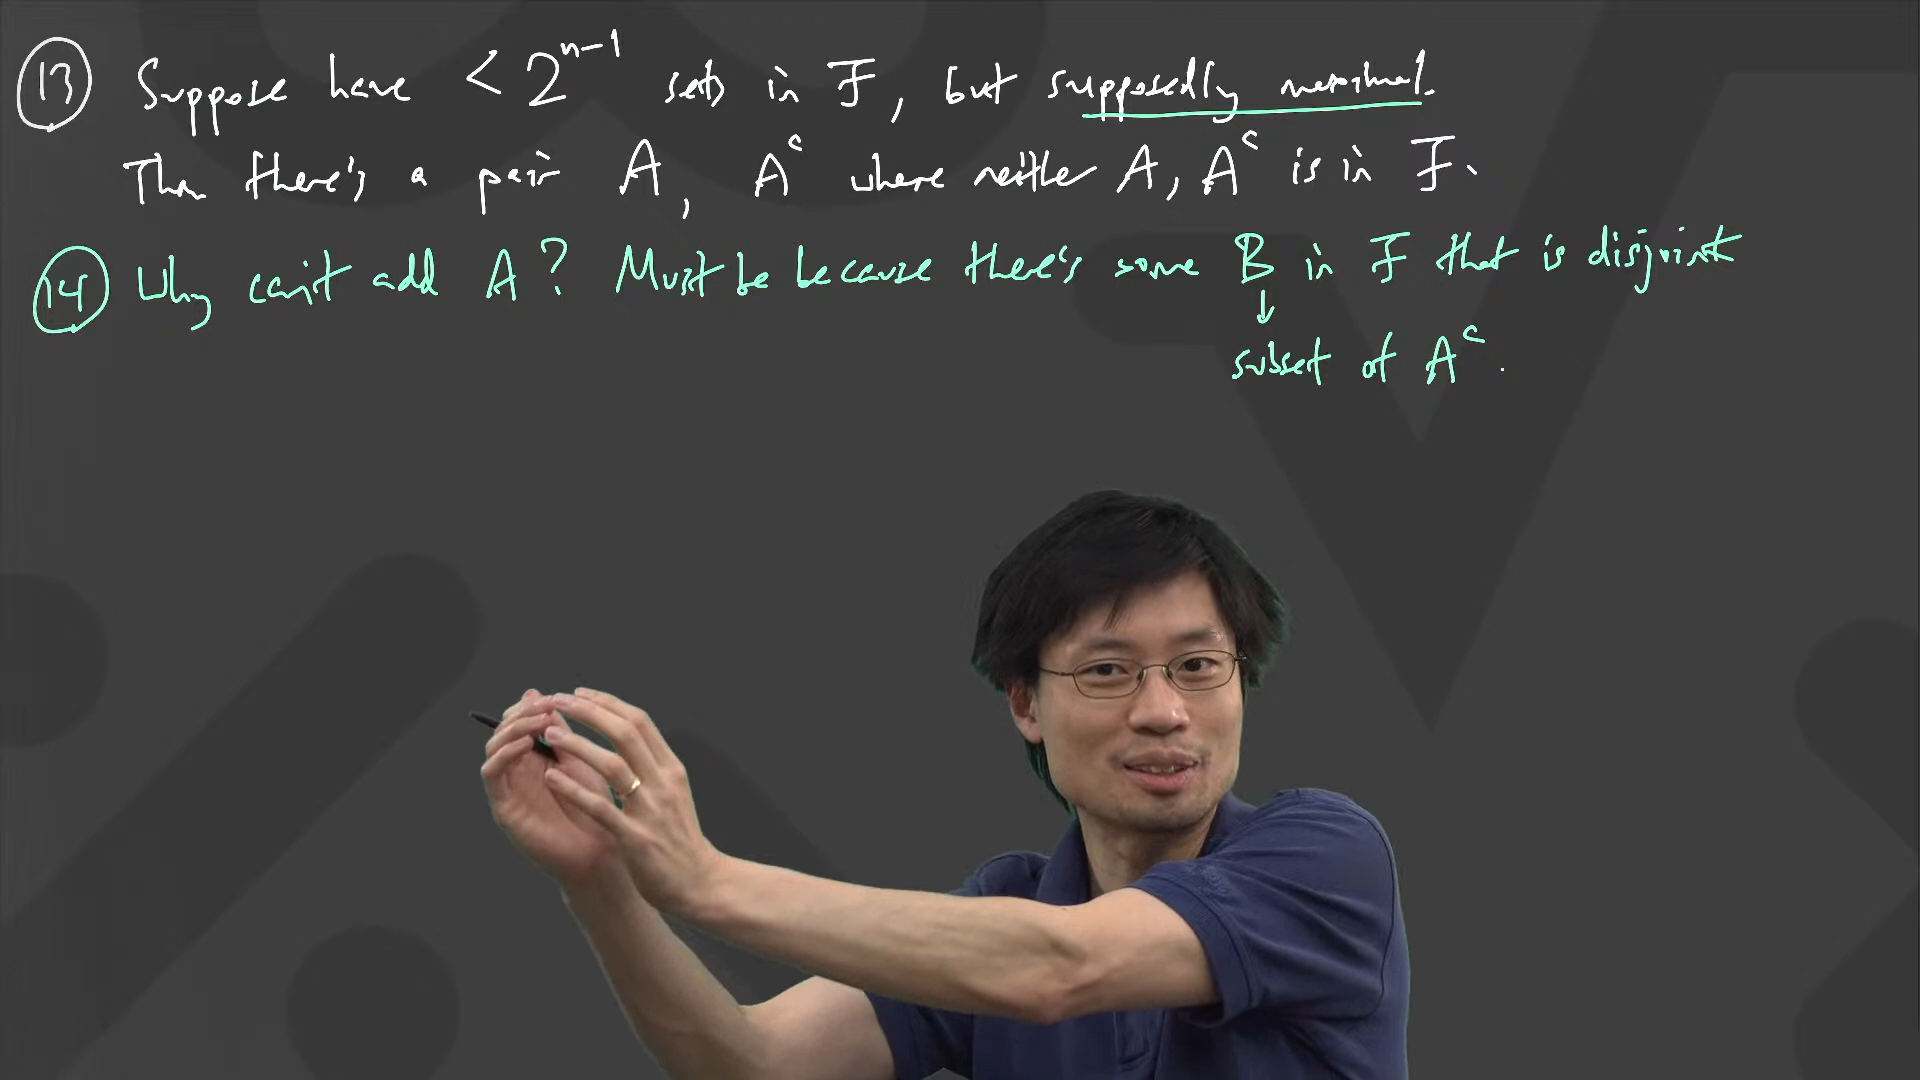 13 Suppose have < 2^{n-1} sets in F, but supposedly maximal.
Then there's a pair A, A^c where neither A, A^c is in F.
14 Why can't add A? Must be because there's some B in F that is disjoint
↓
subset of A^c.